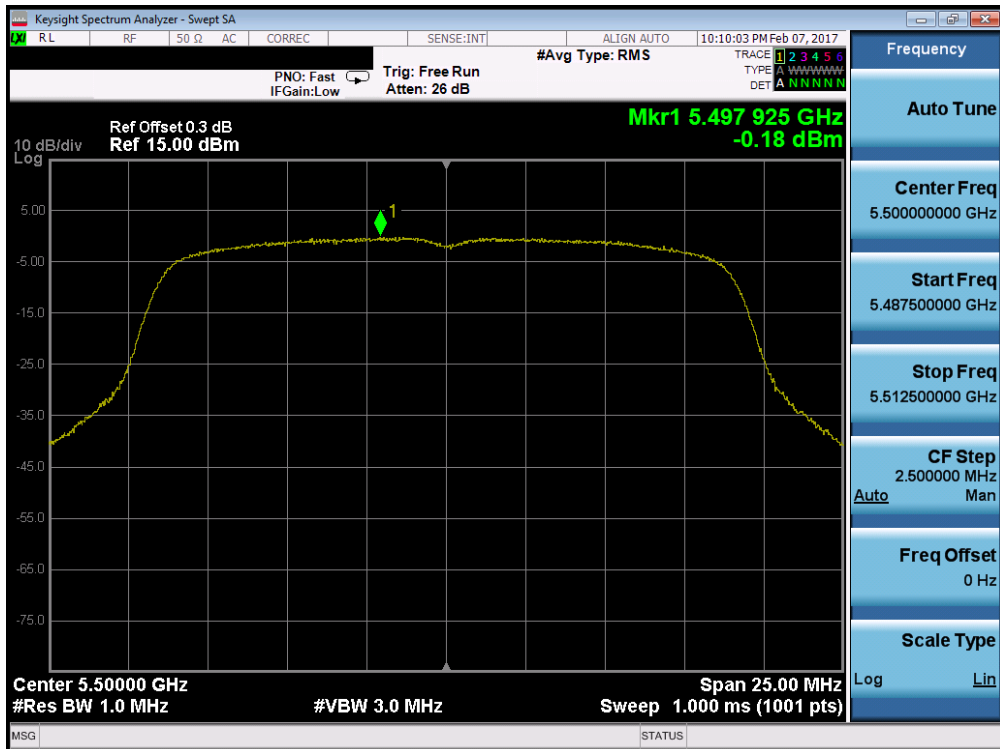 Keysight Spectrum Analyzer - Swept SA
LXI RL RF 50 Ω AC CORREC SENSE:INT ALIGN AUTO 10:10:03 PM Feb 07, 2017
#Avg Type: RMS
TRACE 1 2 3 4 5 6
TYPE A WWWWW
DET A N N N N N
PNO: Fast
IFGain:Low
Trig: Free Run
Atten: 26 dB
Mkr1 5.497 925 GHz
-0.18 dBm
Ref Offset 0.3 dB
10 dB/div Ref 15.00 dBm
Log
1
5.00
-5.00
-15.0
-25.0
-35.0
-45.0
-55.0
-65.0
-75.0
Center 5.50000 GHz
Span 25.00 MHz
#Res BW 1.0 MHz
#VBW 3.0 MHz
Sweep 1.000 ms (1001 pts)
MSG
STATUS
Frequency
Auto Tune
Center Freq
5.500000000 GHz
Start Freq
5.487500000 GHz
Stop Freq
5.512500000 GHz
CF Step
2.500000 MHz
Auto Man
Freq Offset
0 Hz
Scale Type
Log Lin